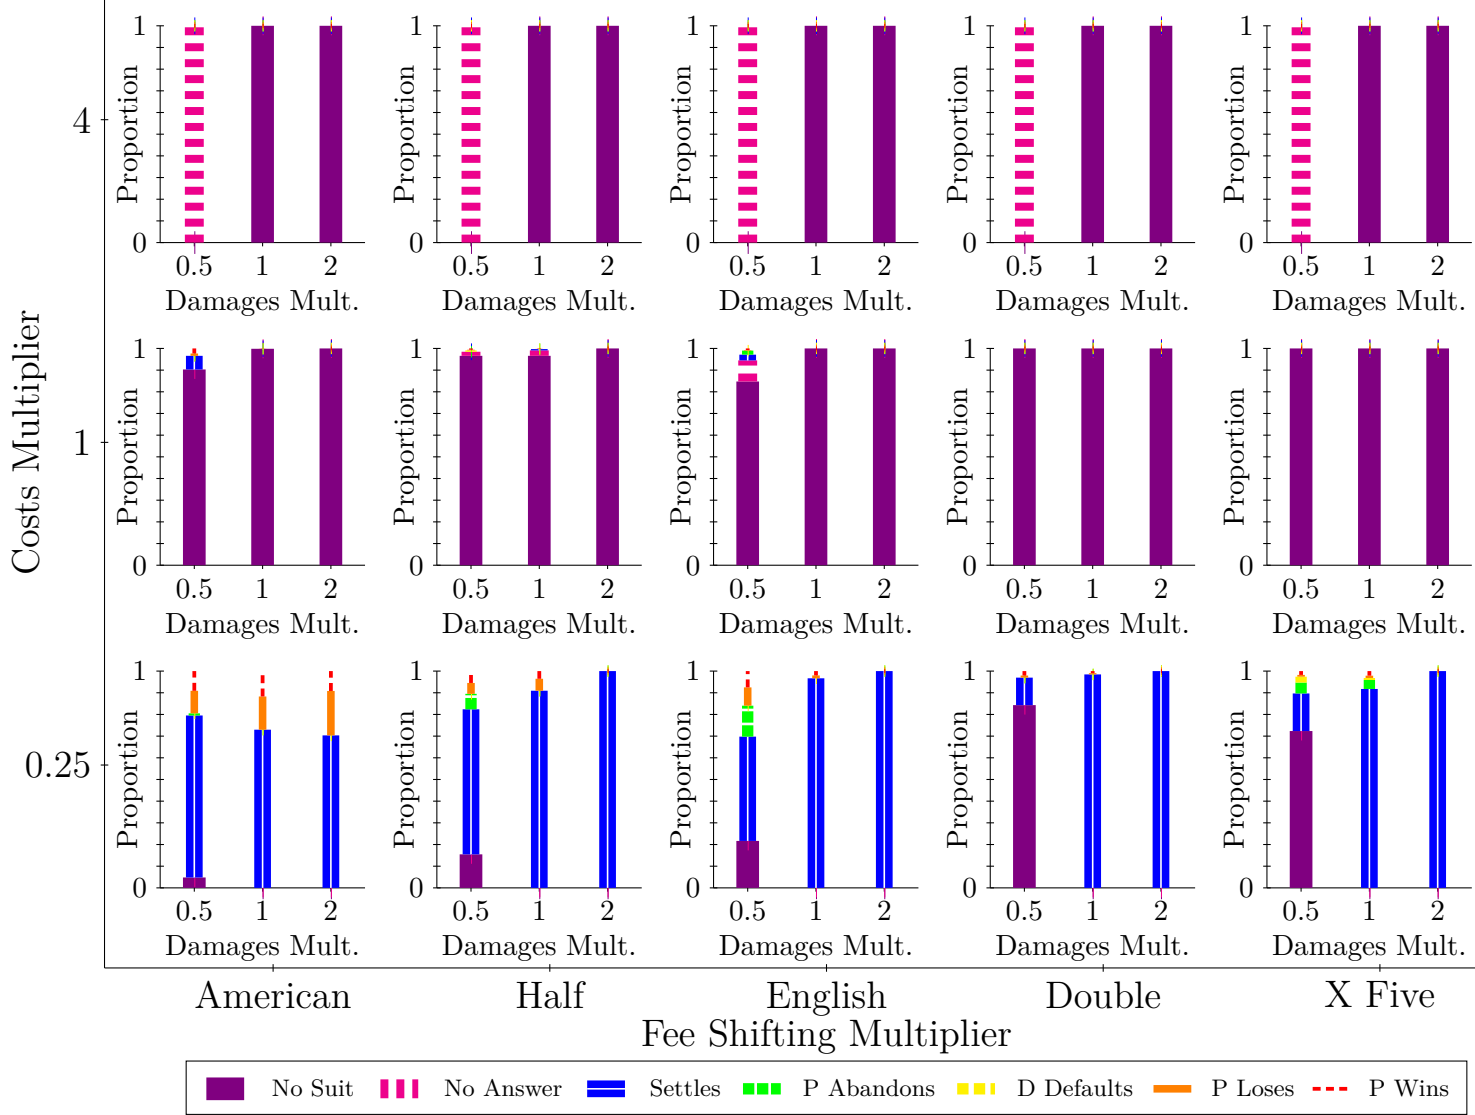 1
Proportion
0
0.5 1 2
Damages Mult.
1
Proportion
0
0.5 1 2
Damages Mult.
1
Proportion
0
0.5 1 2
Damages Mult.
1
Proportion
0
0.5 1 2
Damages Mult.
1
Proportion
0
0.5 1 2
Damages Mult.
4
1
Proportion
0
0.5 1 2
Damages Mult.
1
Proportion
0
0.5 1 2
Damages Mult.
1
Proportion
0
0.5 1 2
Damages Mult.
1
Proportion
0
0.5 1 2
Damages Mult.
1
Proportion
0
0.5 1 2
Damages Mult.
1
Costs Multiplier
1
Proportion
0
0.5 1 2
Damages Mult.
1
Proportion
0
0.5 1 2
Damages Mult.
1
Proportion
0
0.5 1 2
Damages Mult.
1
Proportion
0
0.5 1 2
Damages Mult.
1
Proportion
0
0.5 1 2
Damages Mult.
0.25
American Half English Double X Five
Fee Shifting Multiplier
No Suit No Answer Settles P Abandons D Defaults P Loses P Wins